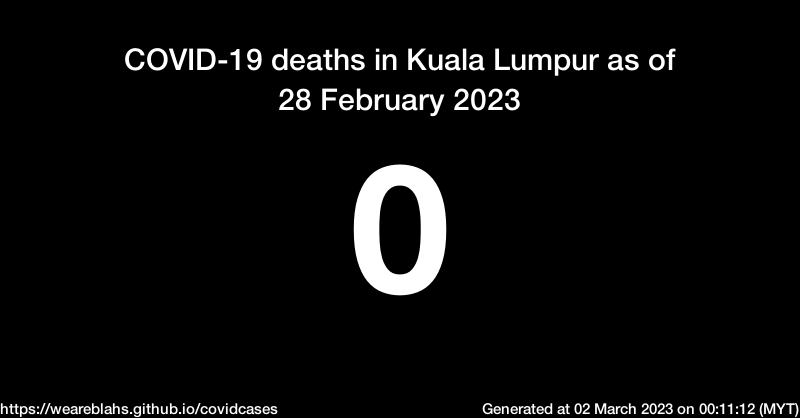 COVID-19 deaths in Kuala Lumpur as of
28 February 2023
0
https://weareblahs.github.io/covidcases
Generated at 02 March 2023 on 00:11:12 (MYT)